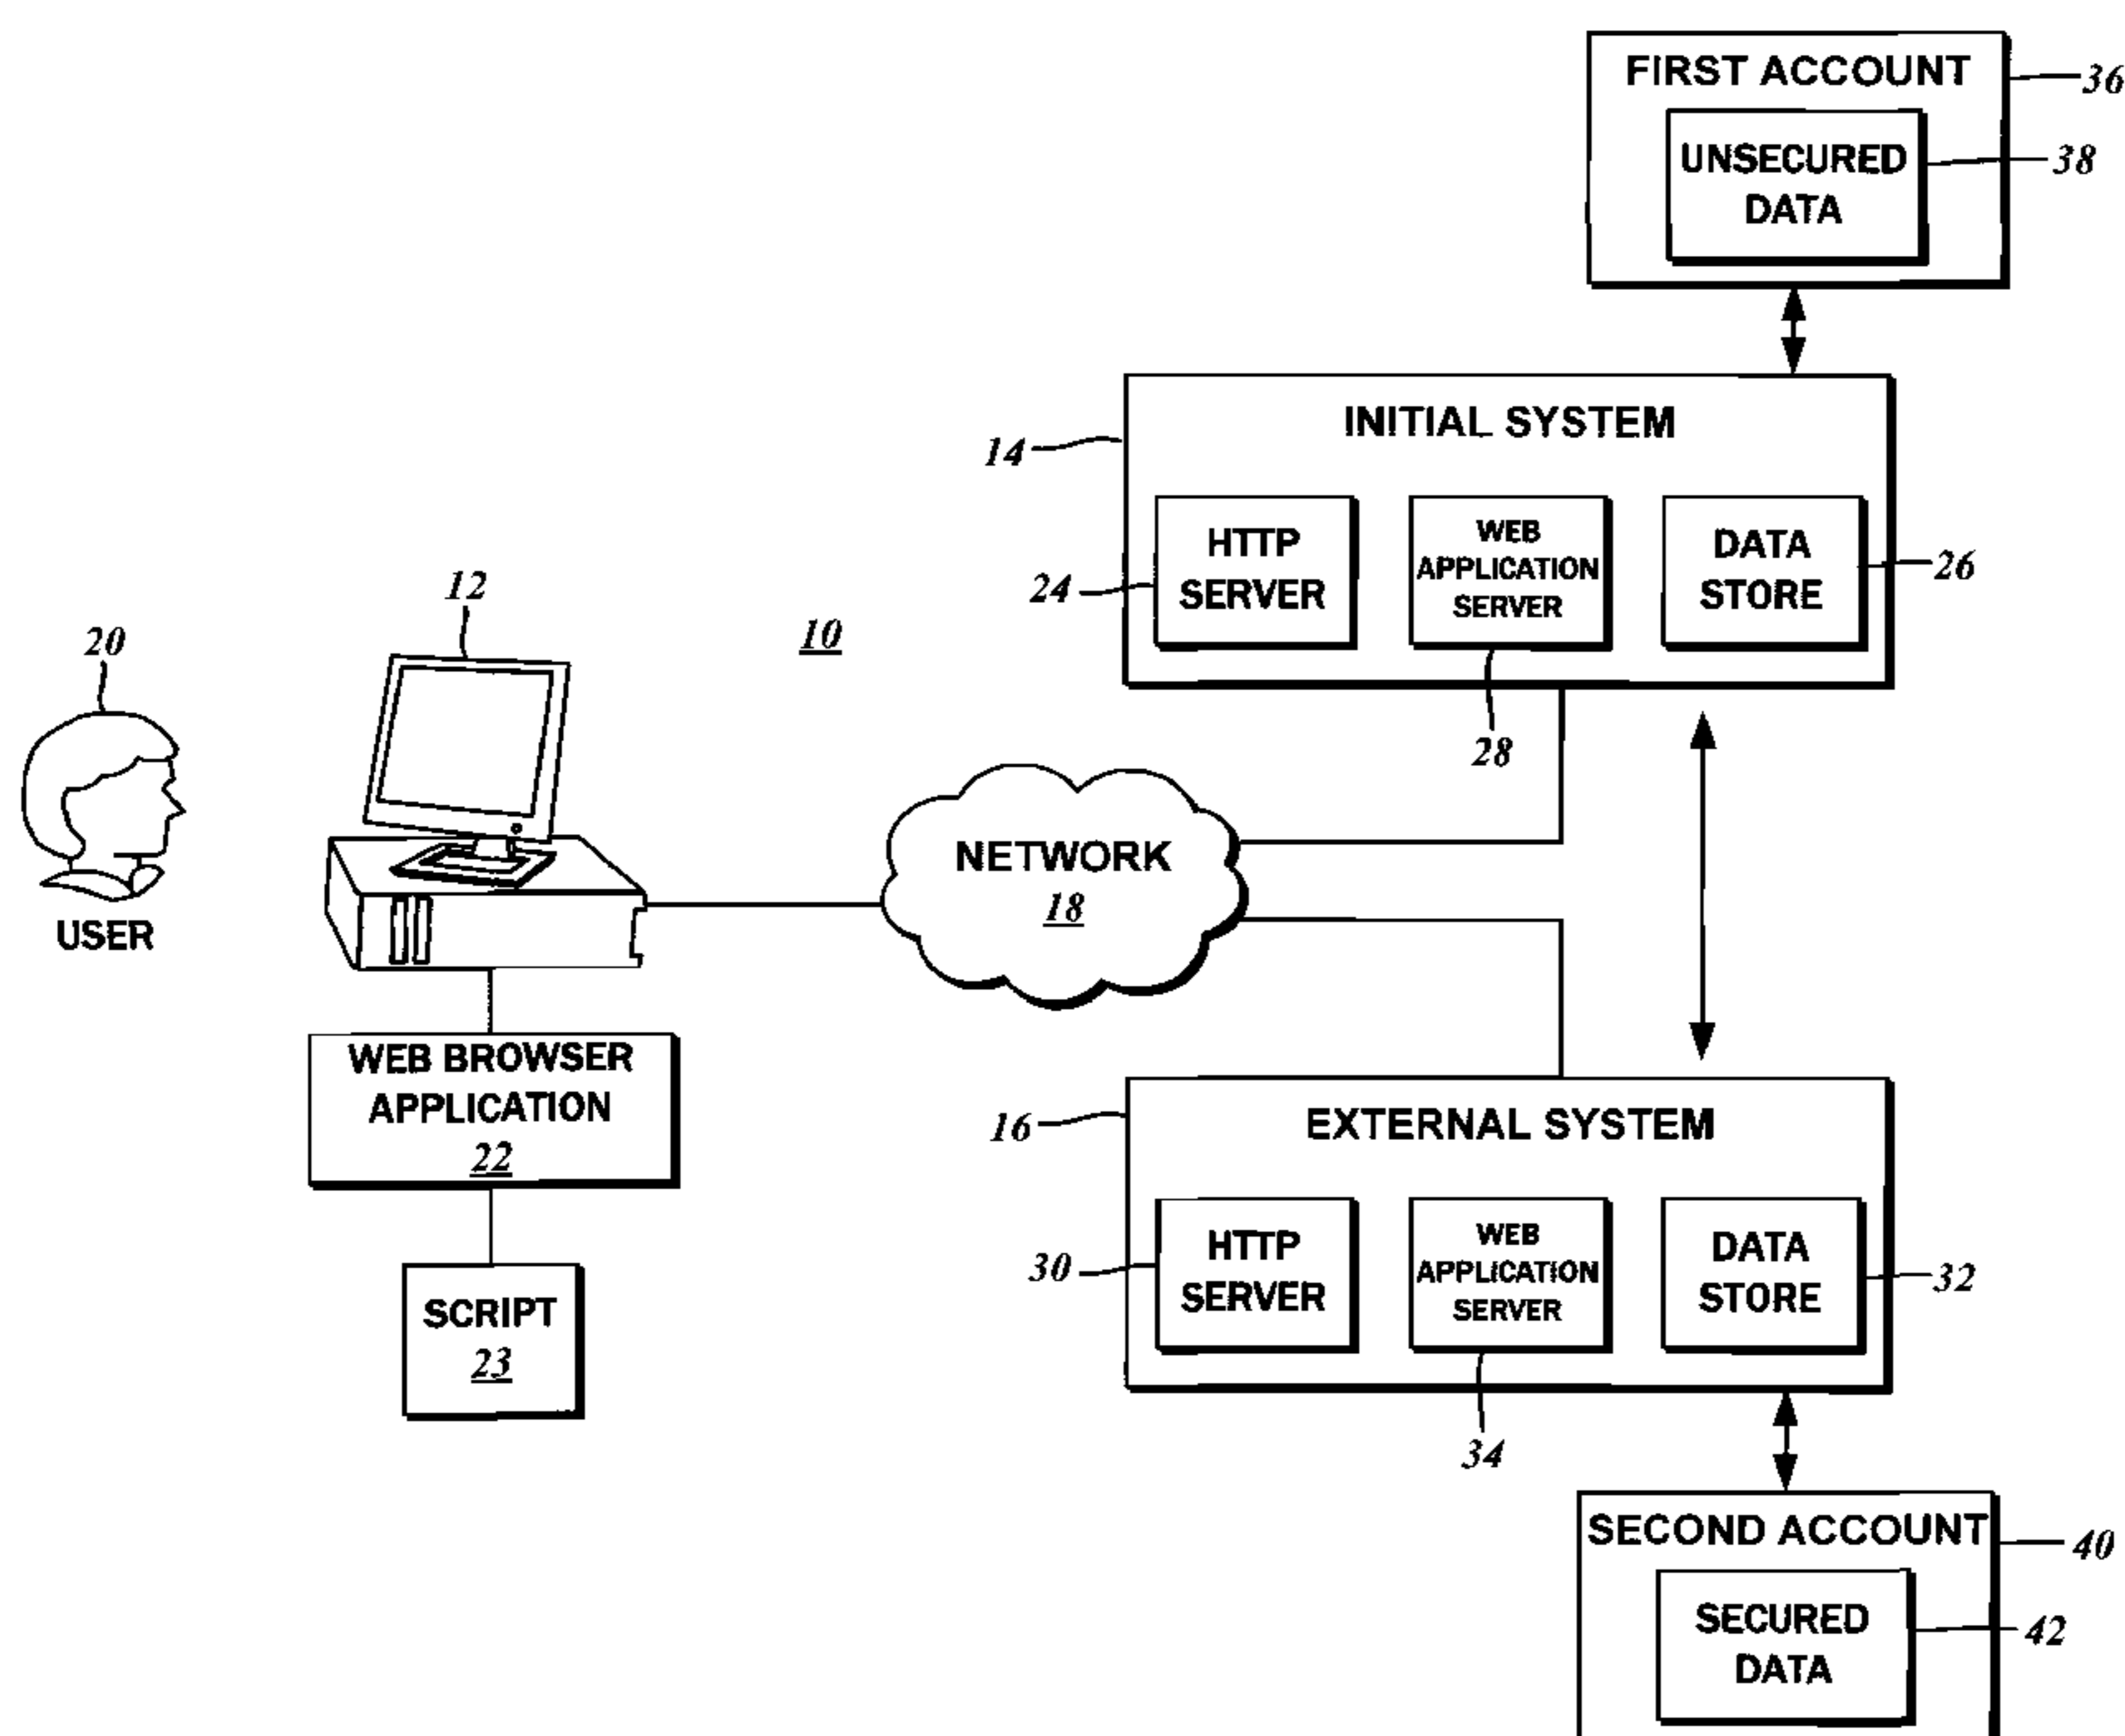 FIRST ACCOUNT
36
UNSECURED
DATA
38
INITIAL SYSTEM
14
HTTP
SERVER
24
WEB
APPLICATION
SERVER
28
DATA
STORE
26
12
10
20
USER
NETWORK
18
WEB BROWSER
APPLICATION
22
SCRIPT
23
EXTERNAL SYSTEM
16
HTTP
SERVER
30
WEB
APPLICATION
SERVER
34
DATA
STORE
32
SECOND ACCOUNT
40
SECURED
DATA
42